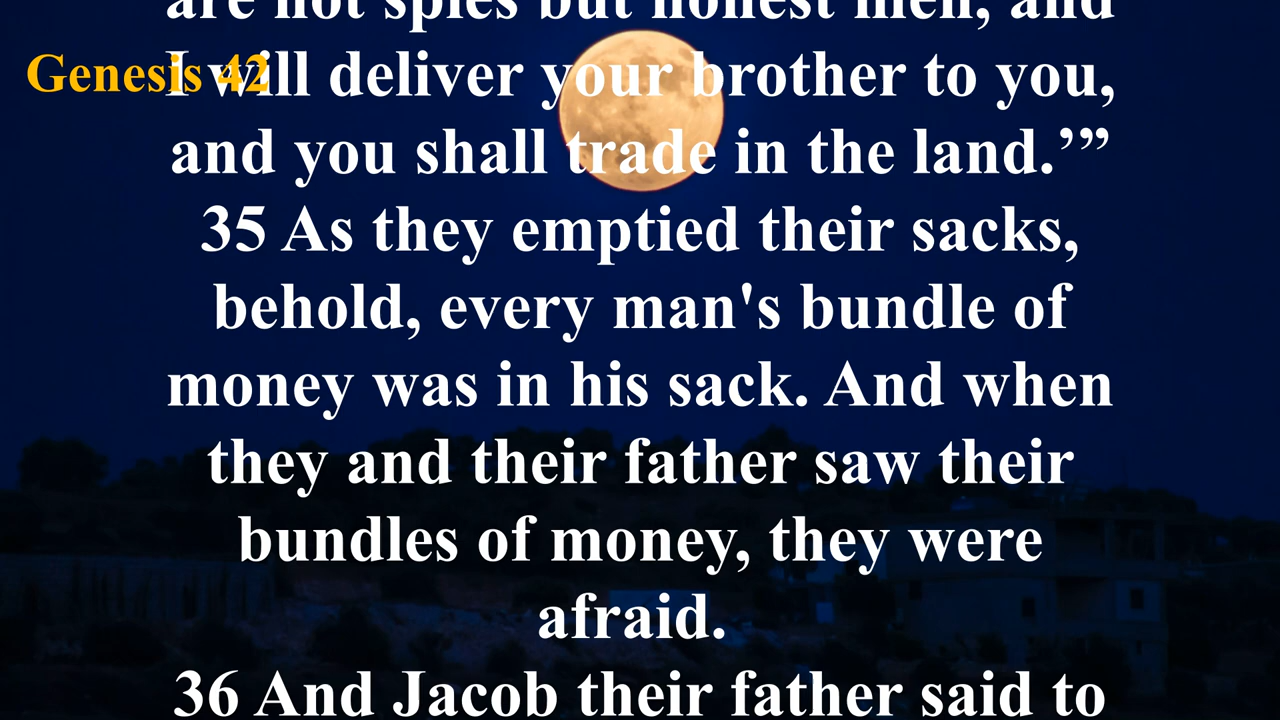 are not spies but honest men, and
Genesis 42
I will deliver your brother to you,
and you shall trade in the land.’”
35 As they emptied their sacks,
behold, every man's bundle of
money was in his sack. And when
they and their father saw their
bundles of money, they were
afraid.
36 And Jacob their father said to